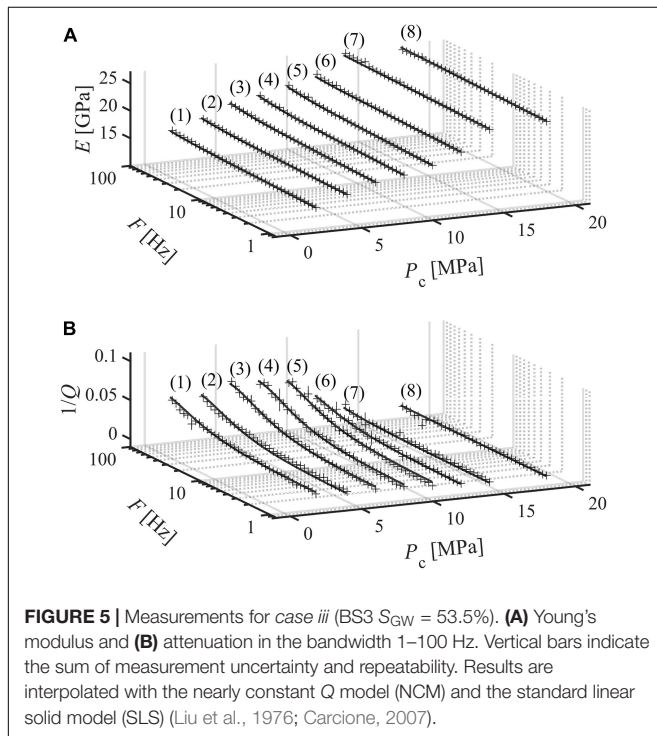 A
(8)
(7)
(6)
(5)
(4)
(3)
(2)
(1)
25
20
15
E [GPa]
100
10
1
F [Hz]
0
5
10
15
20
Pc [MPa]
B
0.1
0.05
0
1/Q
(1)
(2)
(3)
(4)
(5)
(6)
(7)
(8)
100
10
1
F [Hz]
0
5
10
15
20
Pc [MPa]
FIGURE 5 | Measurements for case iii (BS3 SGW = 53.5%). (A) Young's
modulus and (B) attenuation in the bandwidth 1–100 Hz. Vertical bars indicate
the sum of measurement uncertainty and repeatability. Results are
interpolated with the nearly constant Q model (NCM) and the standard linear
solid model (SLS) (Liu et al., 1976; Carcione, 2007).